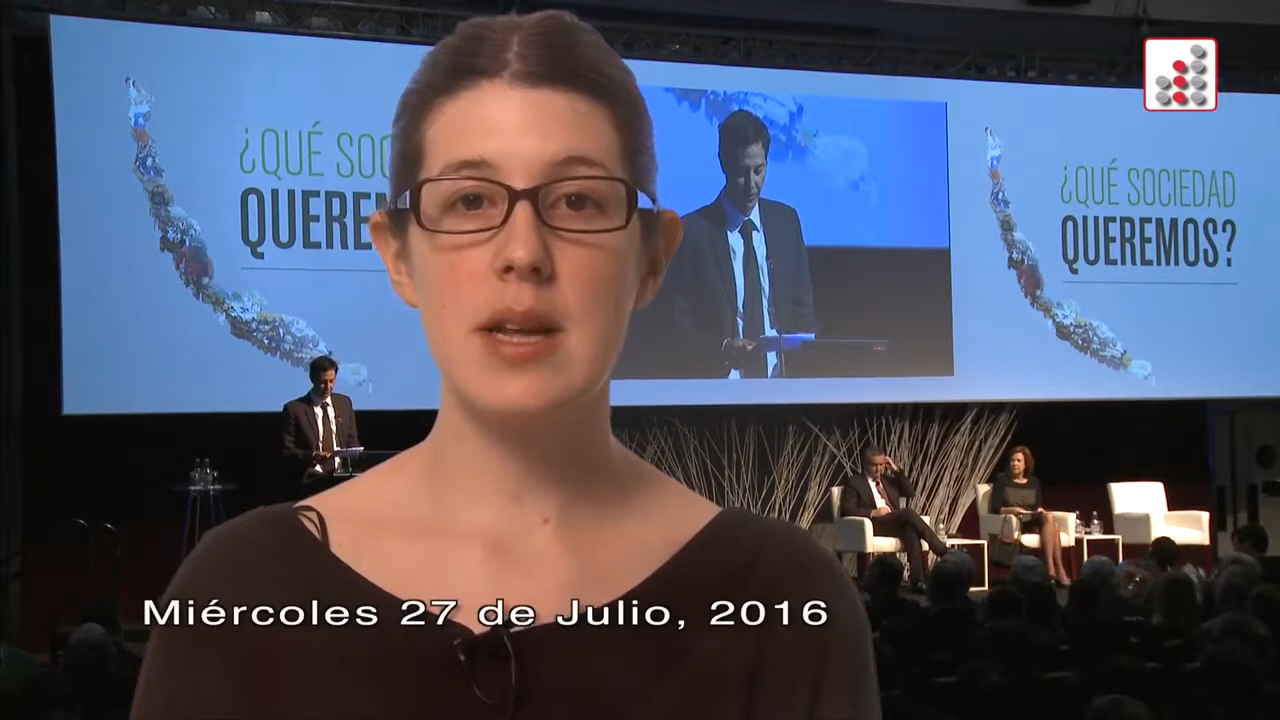 ¿QUÉ SOC
QUEREM
¿QUÉ SOCIEDAD
QUEREMOS?
Miércoles 27 de Julio, 2016